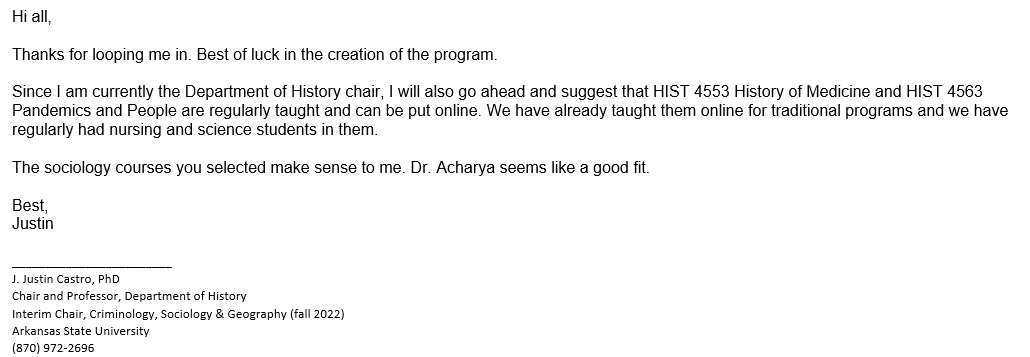 Hi all,
Thanks for looping me in. Best of luck in the creation of the program.
Since I am currently the Department of History chair, I will also go ahead and suggest that HIST 4553 History of Medicine and HIST 4563
Pandemics and People are regularly taught and can be put online. We have already taught them online for traditional programs and we have
regularly had nursing and science students in them.
The sociology courses you selected make sense to me. Dr. Acharya seems like a good fit.
Best,
Justin
J. Justin Castro, PhD
Chair and Professor, Department of History
Interim Chair, Criminology, Sociology & Geography (fall 2022)
Arkansas State University
(870) 972-2696